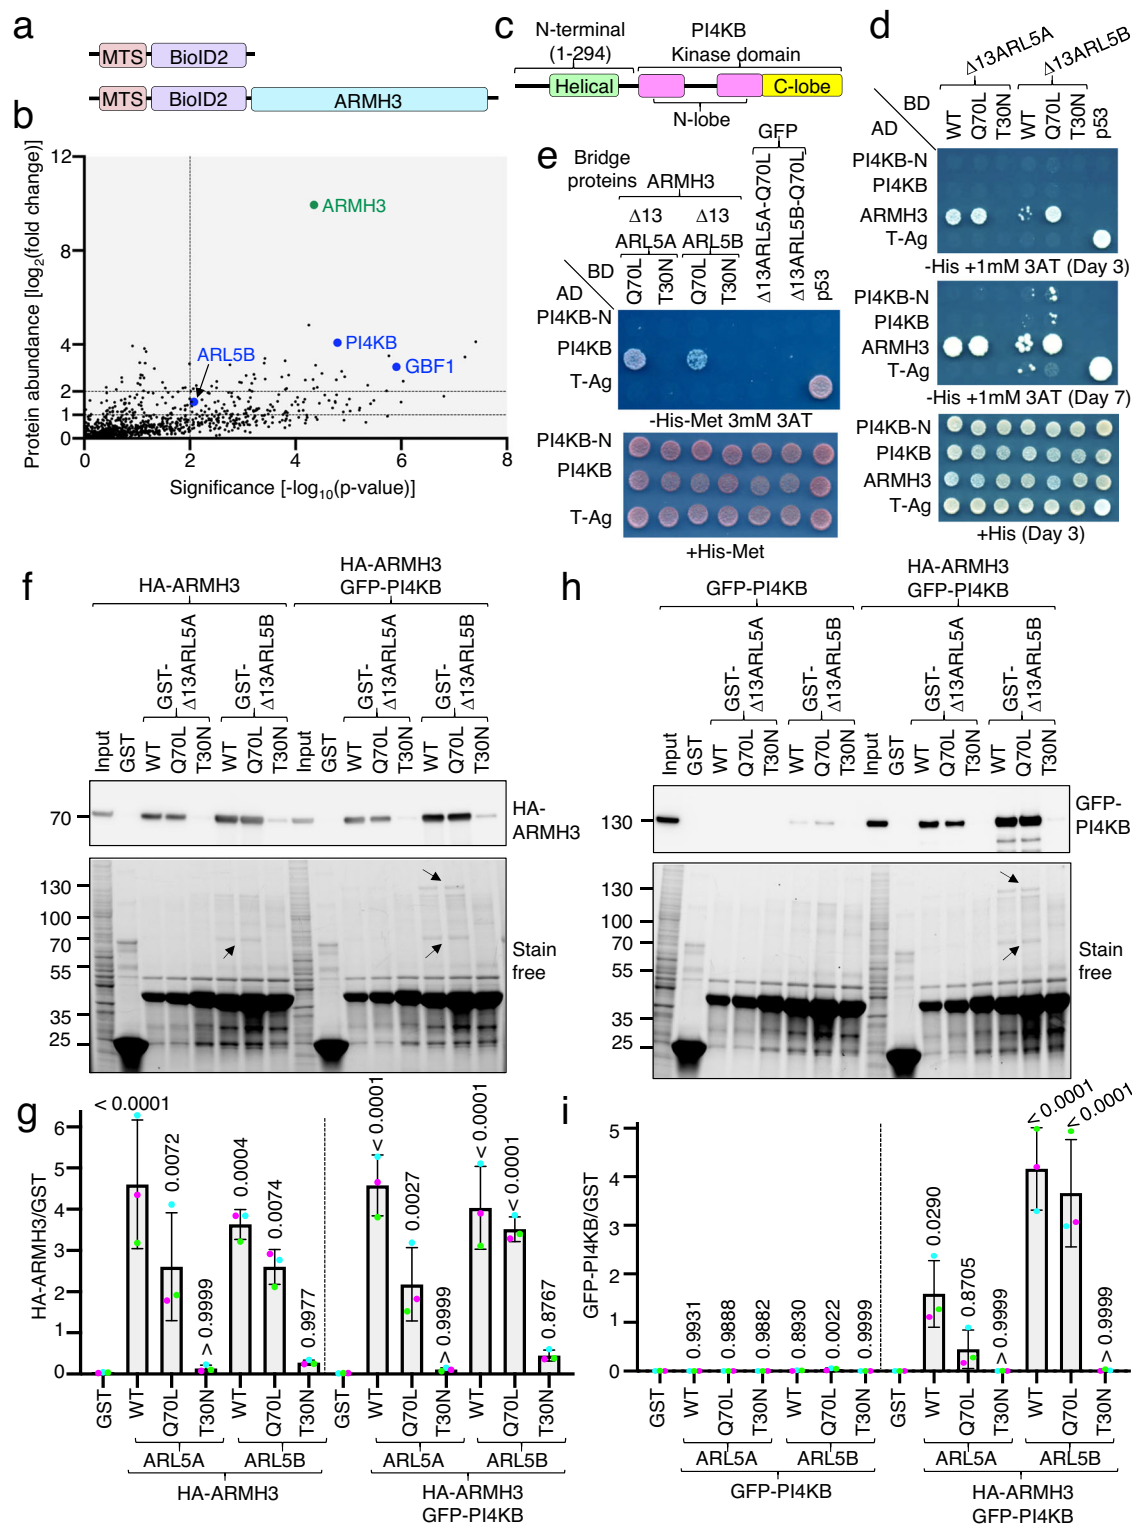 a
MTS BioID2
MTS BioID2 ARMH3
b
Protein abundance [log2(fold change)]
12
8
4
2
1
0
ARMH3
PI4KB
GBF1
ARL5B
0 2 4 6 8
Significance [-log10(p-value)]
c
N-terminal (1-294)
PI4KB
Kinase domain
Helical
C-lobe
N-lobe
d
Δ13ARL5A Δ13ARL5B
BD
AD
WT Q70L T30N WT Q70L T30N p53
PI4KB-N
PI4KB
ARMH3
T-Ag
-His +1mM 3AT (Day 3)
PI4KB-N
PI4KB
ARMH3
T-Ag
-His +1mM 3AT (Day 7)
PI4KB-N
PI4KB
ARMH3
T-Ag
+His (Day 3)
e
Bridge proteins
ARMH3
GFP
Δ13 ARL5A
Δ13 ARL5B
Δ13ARL5A-Q70L
Δ13ARL5B-Q70L
p53
BD
AD
Q70L T30N Q70L T30N
PI4KB-N
PI4KB
T-Ag
-His-Met 3mM 3AT
PI4KB-N
PI4KB
T-Ag
+His-Met
f
HA-ARMH3
HA-ARMH3
GFP-PI4KB
GST-Δ13ARL5A
GST-Δ13ARL5B
GST-Δ13ARL5A
GST-Δ13ARL5B
Input GST WT Q70L T30N WT Q70L T30N Input GST WT Q70L T30N WT Q70L T30N
70
HA-ARMH3
130
100
70
55
35
25
Stain free
g
HA-ARMH3/GST
6
5
4
3
2
1
0
< 0.0001
0.0072
> 0.9999
0.0004
0.0074
0.9977
< 0.0001
0.0027
> 0.9999
< 0.0001
< 0.0001
0.8767
GST WT Q70L T30N WT Q70L T30N GST WT Q70L T30N WT Q70L T30N
ARL5A ARL5B ARL5A ARL5B
HA-ARMH3
HA-ARMH3
GFP-PI4KB
h
GFP-PI4KB
HA-ARMH3
GFP-PI4KB
GST-Δ13ARL5A
GST-Δ13ARL5B
GST-Δ13ARL5A
GST-Δ13ARL5B
Input GST WT Q70L T30N WT Q70L T30N Input GST WT Q70L T30N WT Q70L T30N
130
GFP-PI4KB
130
100
70
55
35
25
Stain free
i
GFP-PI4KB/GST
5
4
3
2
1
0
0.9931
0.9888
0.9882
0.8930
0.0022
0.9999
0.0290
0.8705
> 0.9999
< 0.0001
< 0.0001
> 0.9999
GST WT Q70L T30N WT Q70L T30N GST WT Q70L T30N WT Q70L T30N
ARL5A ARL5B ARL5A ARL5B
GFP-PI4KB
HA-ARMH3
GFP-PI4KB